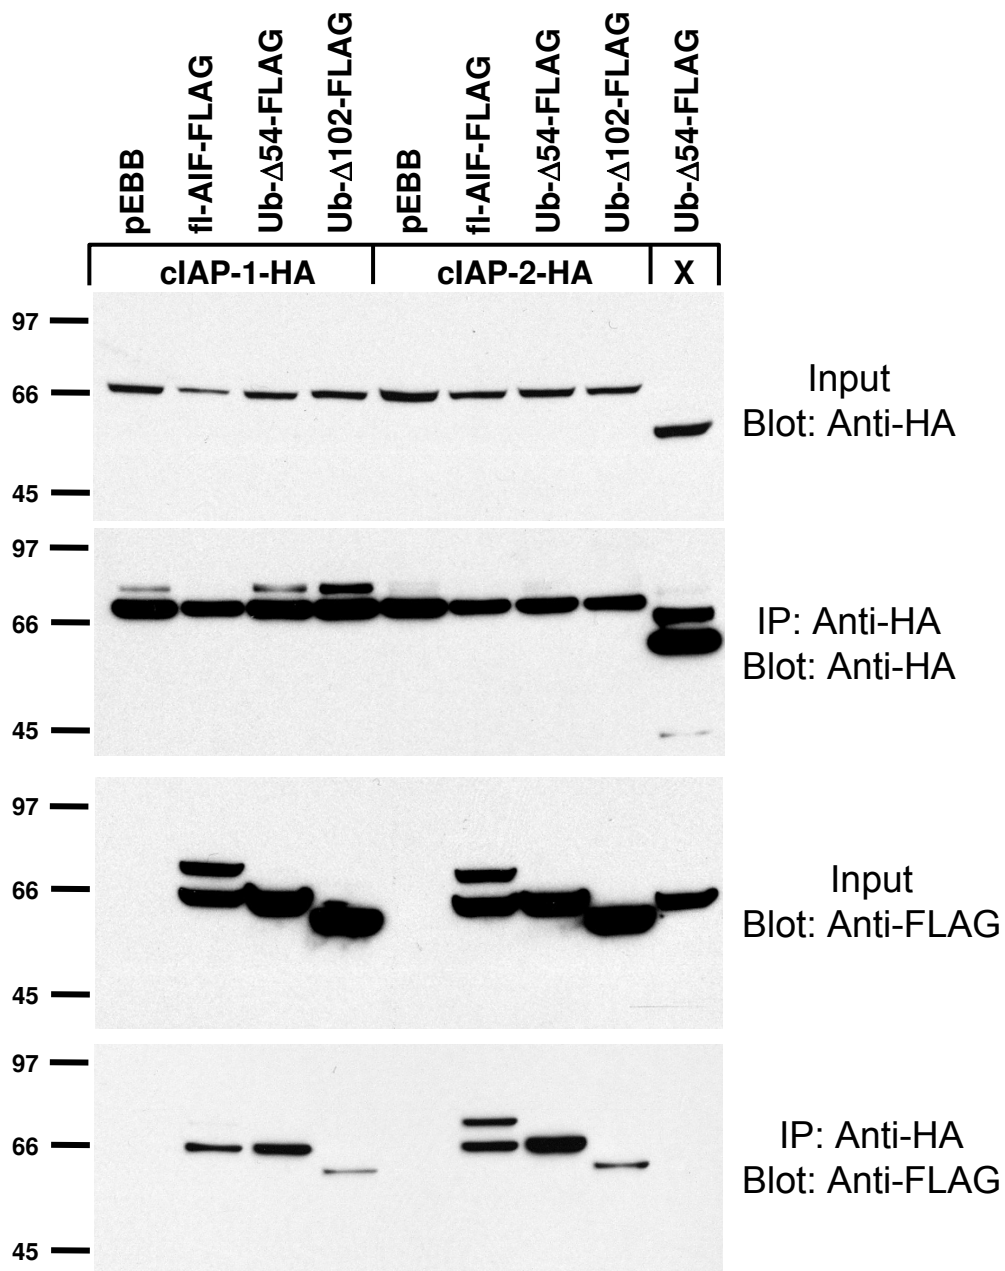 pEBB
fl-AIF-FLAG
Ub-Δ54-FLAG
Ub-Δ102-FLAG
pEBB
fl-AIF-FLAG
Ub-Δ54-FLAG
Ub-Δ102-FLAG
Ub-Δ54-FLAG
cIAP-1-HA
cIAP-2-HA
X
97
66
45
Input
Blot: Anti-HA
97
66
45
IP: Anti-HA
Blot: Anti-HA
97
66
45
Input
Blot: Anti-FLAG
97
66
45
IP: Anti-HA
Blot: Anti-FLAG